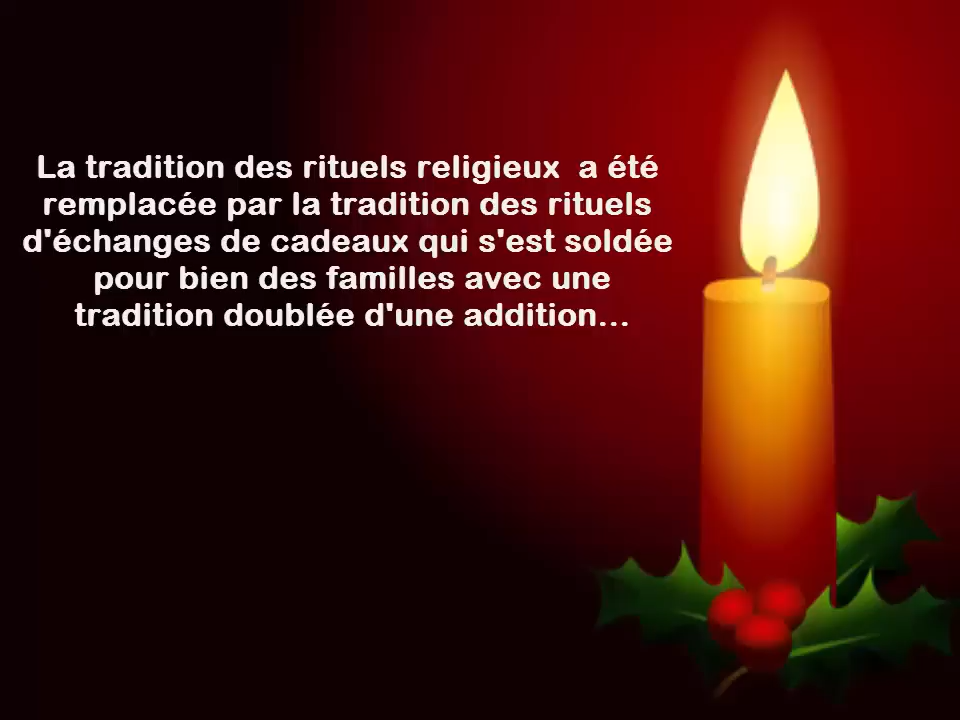 La tradition des rituels religieux  a été
remplacée par la tradition des rituels
d'échanges de cadeaux qui s'est soldée
pour bien des familles avec une
tradition doublée d'une addition...